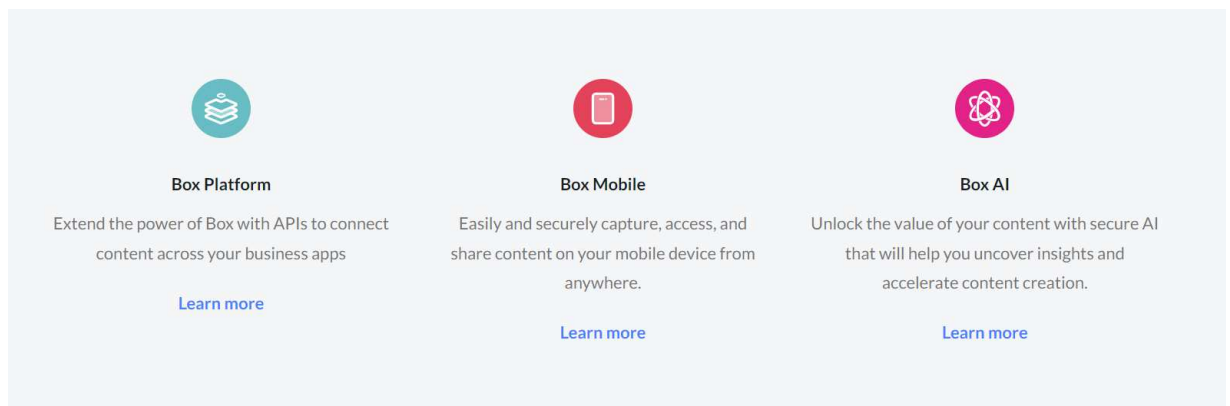 Box Platform
Extend the power of Box with APIs to connect
content across your business apps
Learn more
Box Mobile
Easily and securely capture, access, and
share content on your mobile device from
anywhere.
Learn more
Box AI
Unlock the value of your content with secure AI
that will help you uncover insights and
accelerate content creation.
Learn more